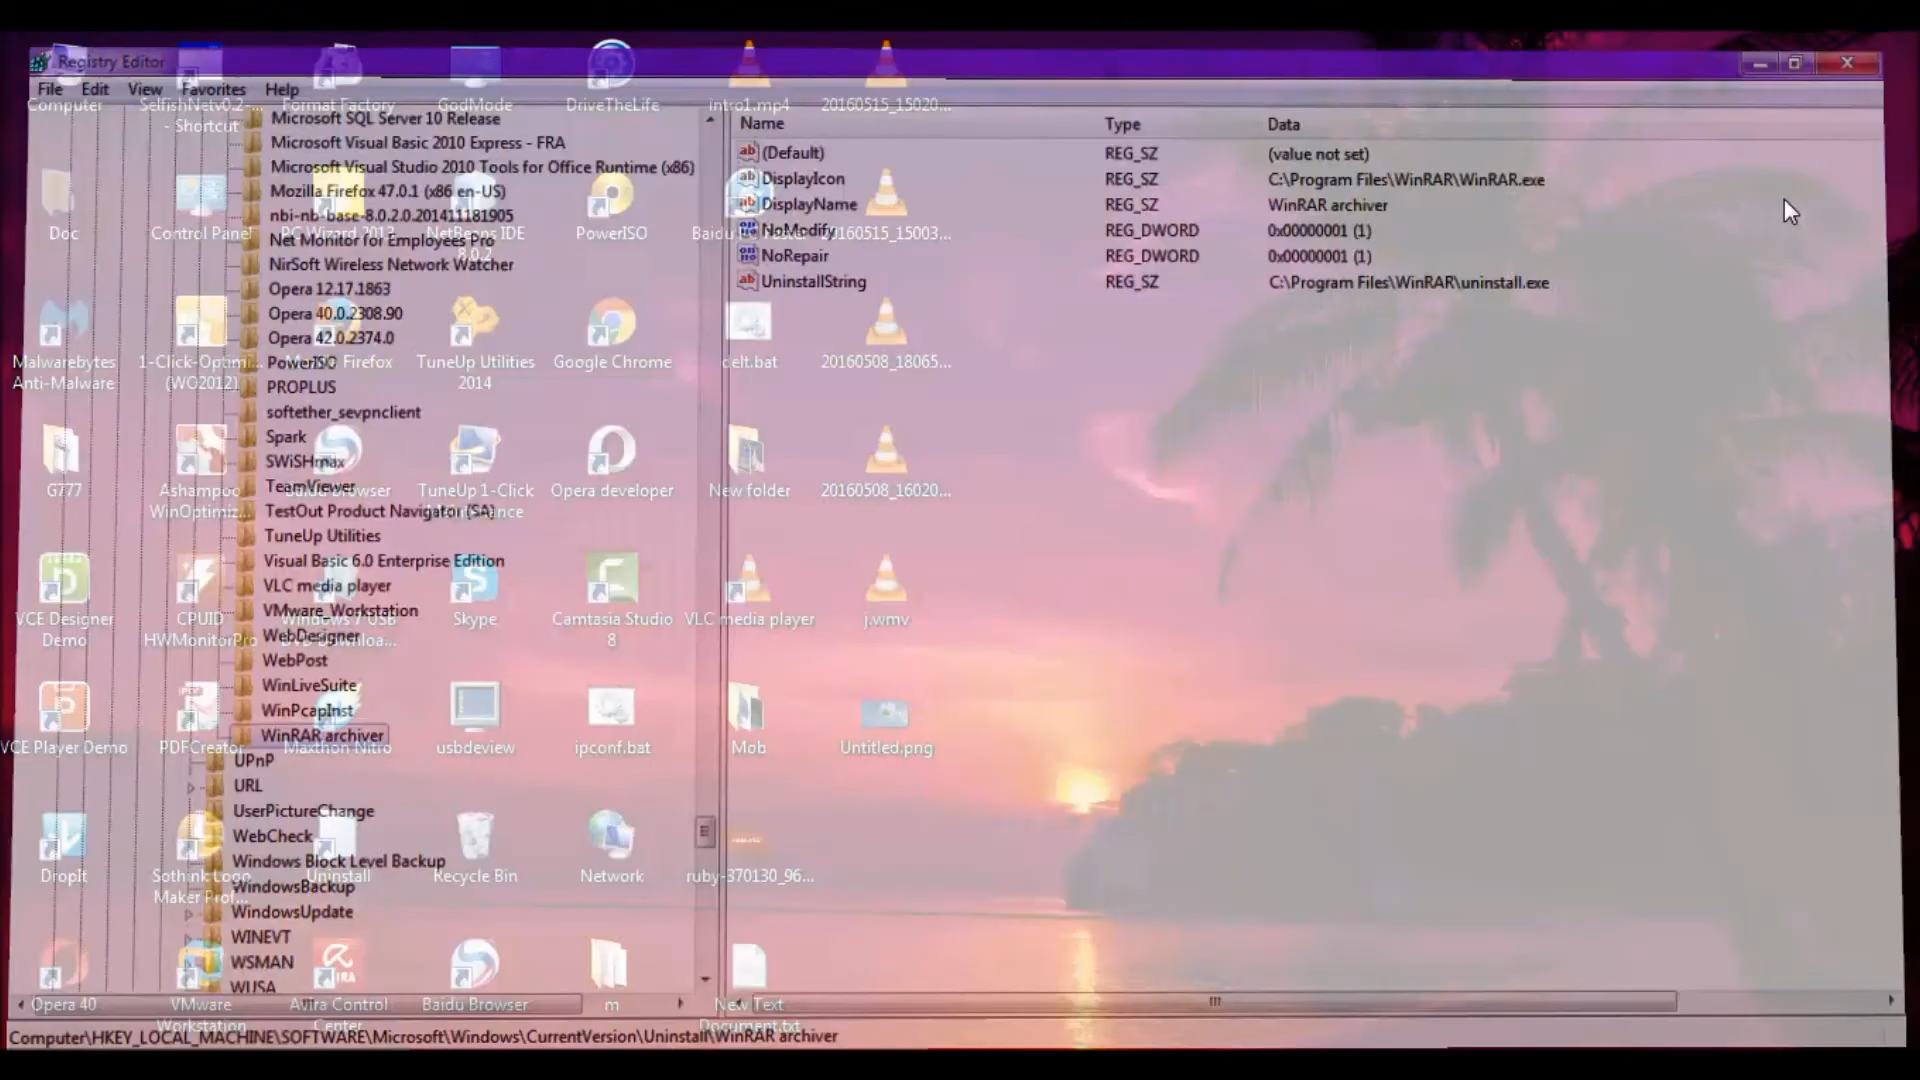 Registry Editor
File Edit View Favorites Help
Microsoft SQL Server 10 Release
Microsoft Visual Basic 2010 Express - FRA
Microsoft Visual Studio 2010 Tools for Office Runtime (x86)
Mozilla Firefox 47.0.1 (x86 en-US)
nbi-nb-base-8.0.2.0.201411181905
Net Monitor for Employees Pro
NirSoft Wireless Network Watcher
Opera 12.17.1863
Opera 40.0.2308.90
Opera 42.0.2374.0
PowerISO
PROPLUS
softether_sevpnclient
Spark
SWiSHmax
TeamViewer
TestOut Product Navigator (SA)
TuneUp Utilities
Visual Basic 6.0 Enterprise Edition
VLC media player
VMware_Workstation
WebDesigner
WebPost
WinLiveSuite
WinPcapInst
WinRAR archiver
UPnP
URL
UserPictureChange
WebCheck
Windows Block Level Backup
WindowsBackup
WindowsUpdate
WINEVT
WSMAN
WUSA
Name Type Data
(Default) REG_SZ (value not set)
DisplayIcon REG_SZ C:\Program Files\WinRAR\WinRAR.exe
DisplayName REG_SZ WinRAR archiver
NoModify REG_DWORD 0x00000001 (1)
NoRepair REG_DWORD 0x00000001 (1)
UninstallString REG_SZ C:\Program Files\WinRAR\uninstall.exe
Computer\HKEY_LOCAL_MACHINE\SOFTWARE\Microsoft\Windows\CurrentVersion\Uninstall\WinRAR archiver
Computer
SelfishNetv0.2-...
- Shortcut
Format Factory
GodMode
DriveTheLife
intro1.mp4
20160515_15020...
Doc
Control Panel
PC Wizard 2013
NetBeans IDE
8.0.2
PowerISO
20160515_15003...
Malwarebytes
Anti-Malware
1-Click-Optimi...
(WO2012)
Firefox
TuneUp Utilities
2014
Google Chrome
delt.bat
20160508_18065...
G777
Ashampoo
WinOptimiz...
Baidu Browser
TuneUp 1-Click
Opera developer
New folder
20160508_16020...
VCE Designer
Demo
CPUID
HWMonitorPro
Windows 7 USB
Skype
Camtasia Studio
8
VLC media player
j.wmv
VCE Player Demo
PDFCreator
Maxthon Nitro
usbdeview
ipconf.bat
Mob
Untitled.png
DropIt
Sothink Logo
Maker Prof...
Uninstall
Recycle Bin
Network
ruby-370130_96...
Opera 40
VMware
Workstation
Avira Control
Center
Baidu Browser
m
New Text
Document.txt